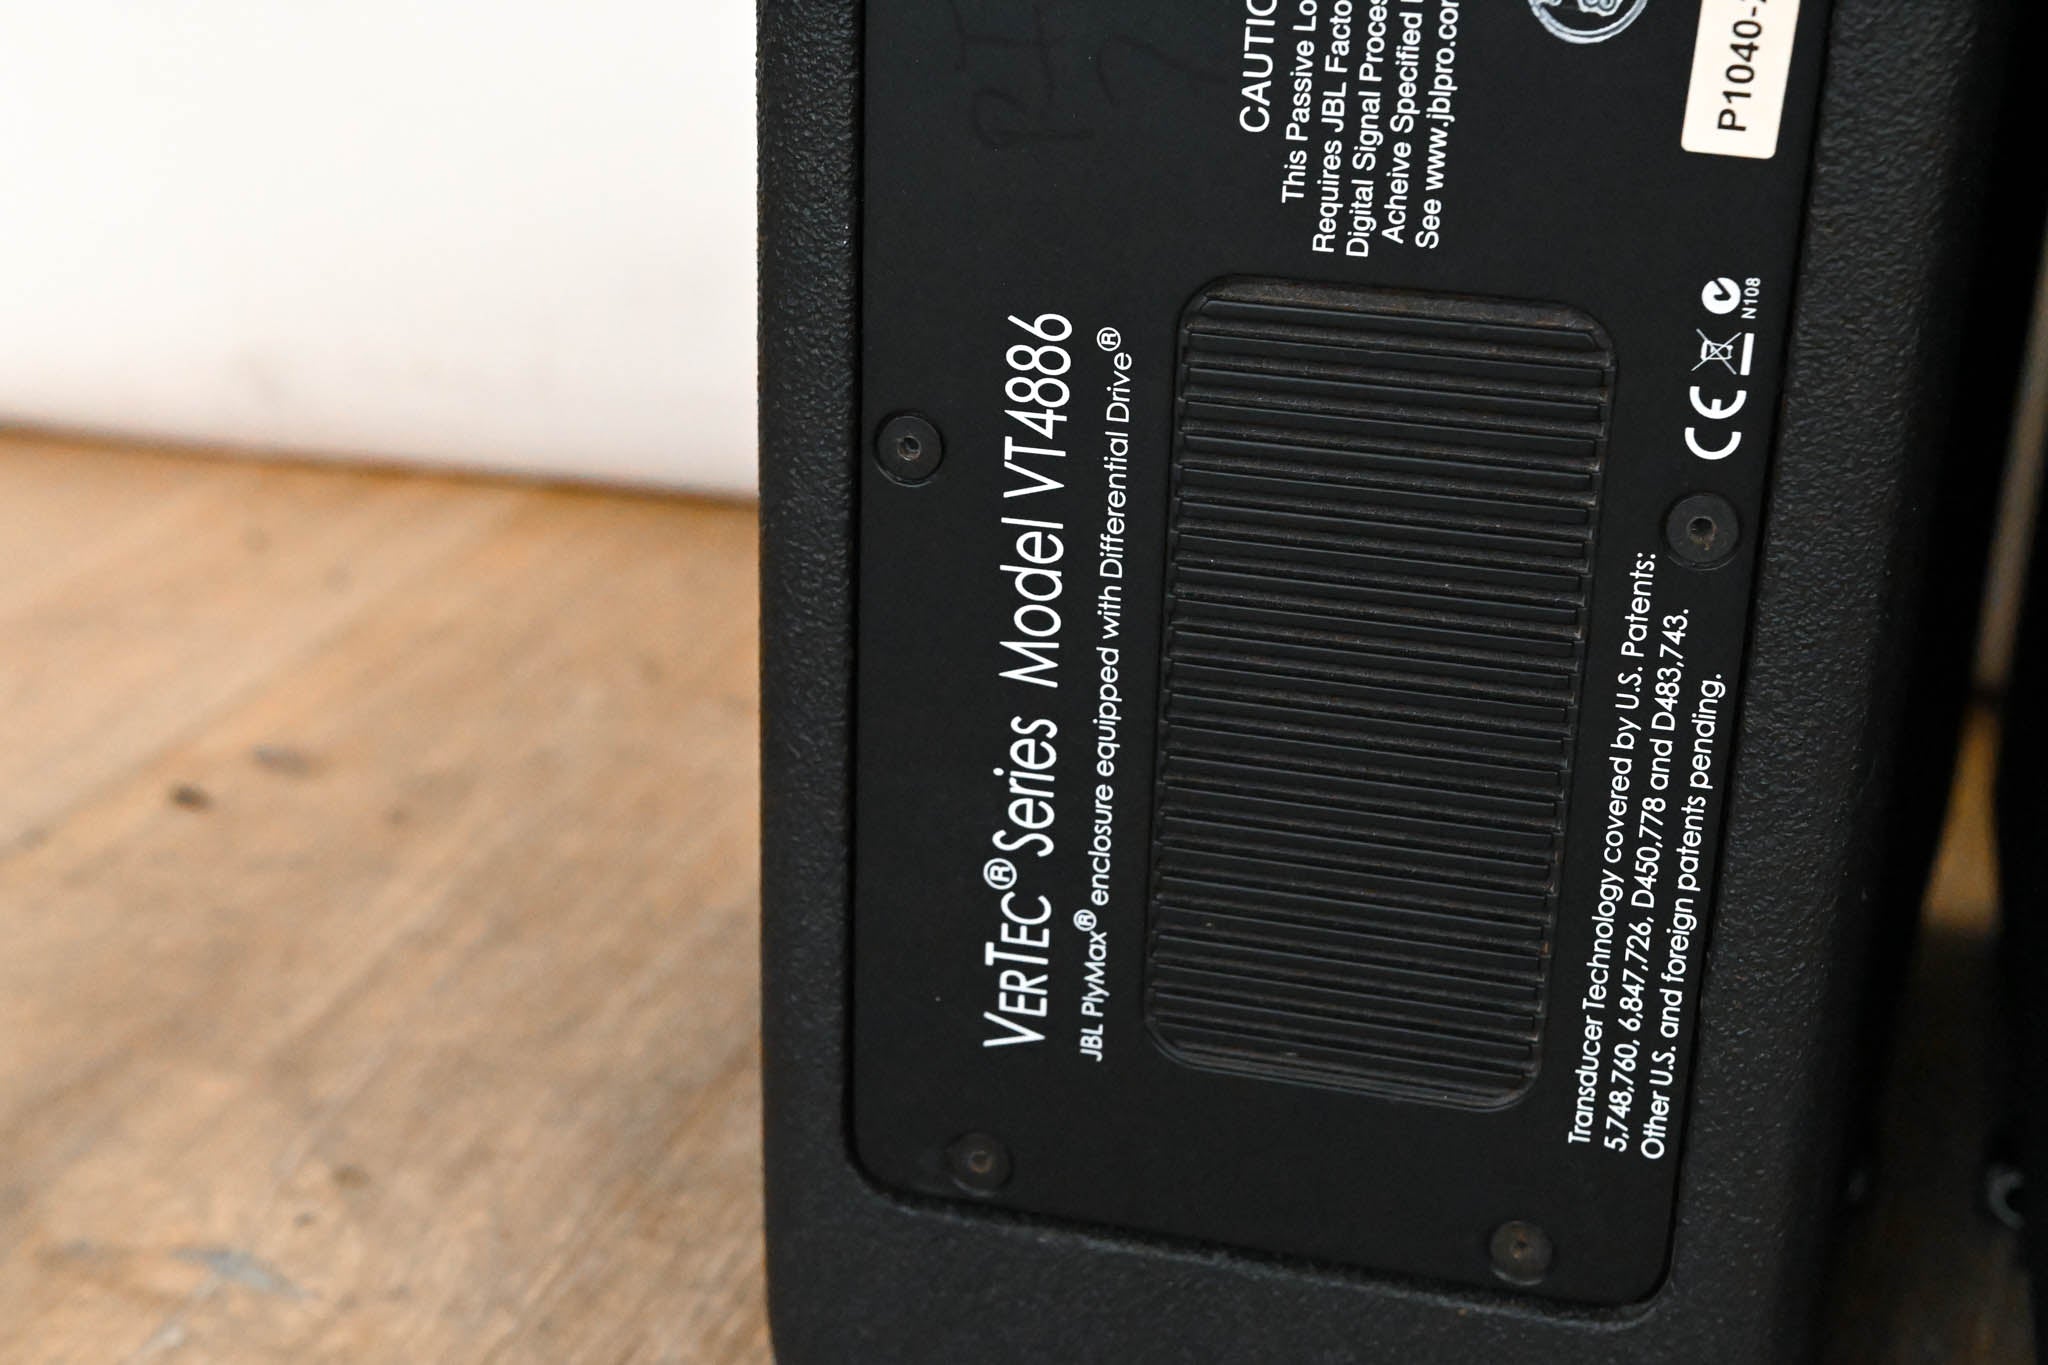 VERTEC® Series Model VT4886
JBL PlyMax® enclosure equipped with Differential Drive®
CAUTIO
This Passive Lo
Requires JBL Facto
Digital Signal Proces
Acheive Specified
See www.jblpro.com
P1040-
CE
N108
Transducer Technology covered by U.S. Patents:
5,748,760, 6,847,726, D450,778 and D483,743.
Other U.S. and foreign patents pending.